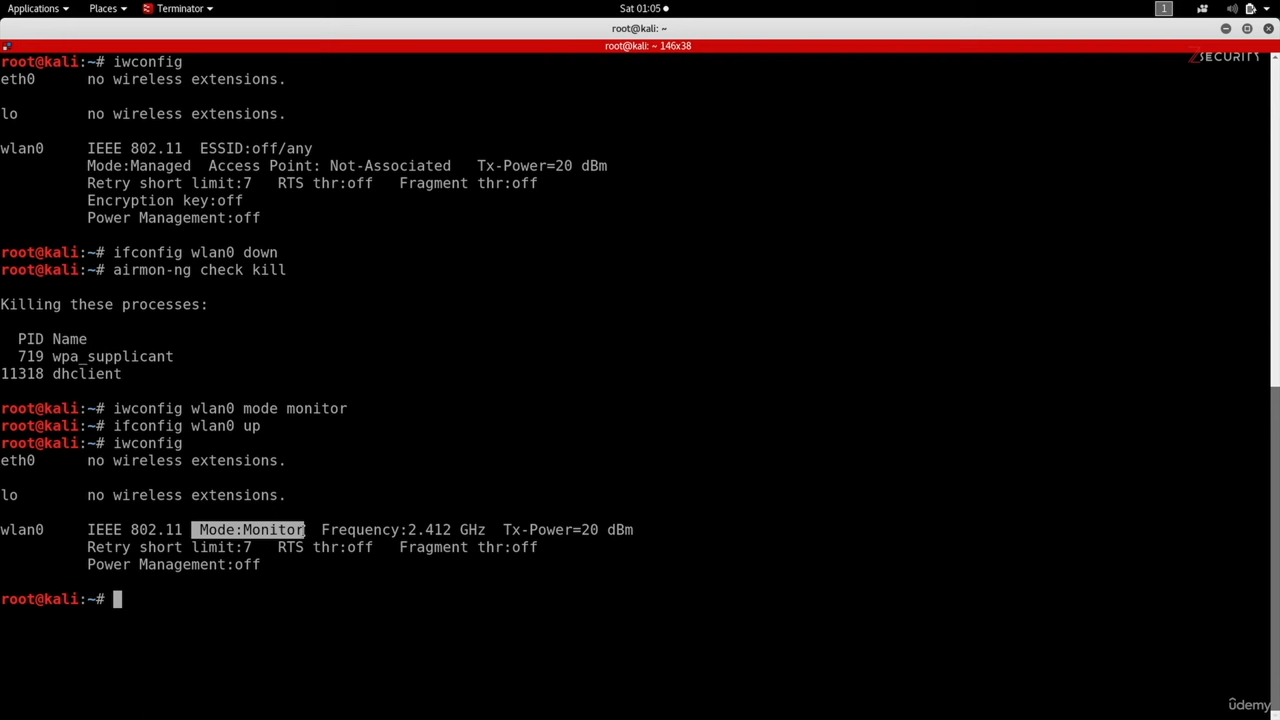 Applications Places Terminator Sat 01:05 1
root@kali: ~
root@kali: ~ 146x38
ZSECURITY
root@kali:~# iwconfig
eth0 no wireless extensions.
lo no wireless extensions.
wlan0 IEEE 802.11 ESSID:off/any
Mode:Managed Access Point: Not-Associated Tx-Power=20 dBm
Retry short limit:7 RTS thr:off Fragment thr:off
Encryption key:off
Power Management:off
root@kali:~# ifconfig wlan0 down
root@kali:~# airmon-ng check kill
Killing these processes:
PID Name
719 wpa_supplicant
11318 dhclient
root@kali:~# iwconfig wlan0 mode monitor
root@kali:~# ifconfig wlan0 up
root@kali:~# iwconfig
eth0 no wireless extensions.
lo no wireless extensions.
wlan0 IEEE 802.11 Mode:Monitor Frequency:2.412 GHz Tx-Power=20 dBm
Retry short limit:7 RTS thr:off Fragment thr:off
Power Management:off
root@kali:~#
ûdemy